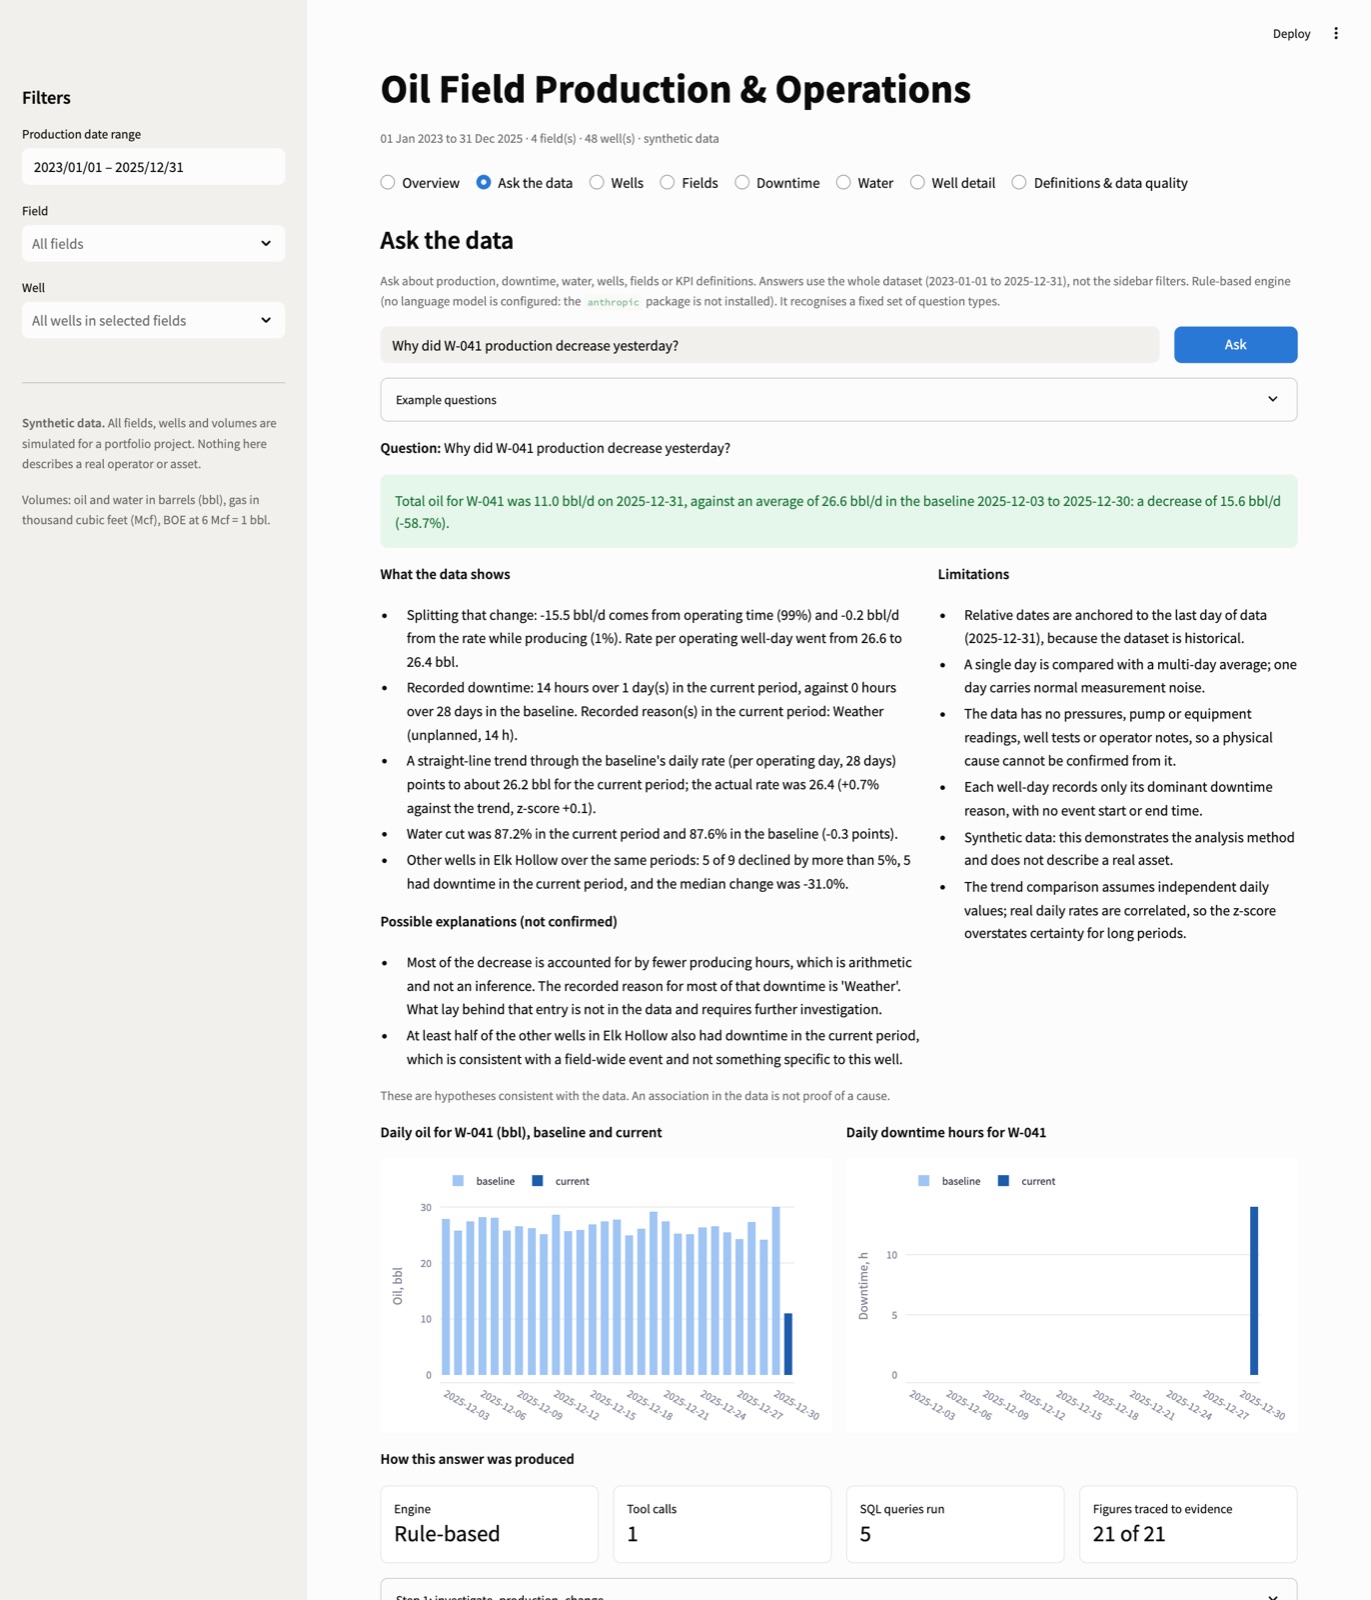 Deploy
Filters
Production date range
2023/01/01 – 2025/12/31
Field
All fields
Well
All wells in selected fields
Synthetic data. All fields, wells and volumes are
simulated for a portfolio project. Nothing here
describes a real operator or asset.
Volumes: oil and water in barrels (bbl), gas in
thousand cubic feet (Mcf), BOE at 6 Mcf = 1 bbl.
Oil Field Production & Operations
01 Jan 2023 to 31 Dec 2025 · 4 field(s) · 48 well(s) · synthetic data
Overview Ask the data Wells Fields Downtime Water Well detail Definitions & data quality
Ask the data
Ask about production, downtime, water, wells, fields or KPI definitions. Answers use the whole dataset (2023-01-01 to 2025-12-31), not the sidebar filters. Rule-based engine
(no language model is configured: the anthropic package is not installed). It recognises a fixed set of question types.
Why did W-041 production decrease yesterday?
Ask
Example questions
Question: Why did W-041 production decrease yesterday?
Total oil for W-041 was 11.0 bbl/d on 2025-12-31, against an average of 26.6 bbl/d in the baseline 2025-12-03 to 2025-12-30: a decrease of 15.6 bbl/d
(-58.7%).
What the data shows
• Splitting that change: -15.5 bbl/d comes from operating time (99%) and -0.2 bbl/d
from the rate while producing (1%). Rate per operating well-day went from 26.6 to
26.4 bbl.
• Recorded downtime: 14 hours over 1 day(s) in the current period, against 0 hours
over 28 days in the baseline. Recorded reason(s) in the current period: Weather
(unplanned, 14 h).
• A straight-line trend through the baseline's daily rate (per operating day, 28 days)
points to about 26.2 bbl for the current period; the actual rate was 26.4 (+0.7%
against the trend, z-score +0.1).
• Water cut was 87.2% in the current period and 87.6% in the baseline (-0.3 points).
• Other wells in Elk Hollow over the same periods: 5 of 9 declined by more than 5%, 5
had downtime in the current period, and the median change was -31.0%.
Possible explanations (not confirmed)
• Most of the decrease is accounted for by fewer producing hours, which is arithmetic
and not an inference. The recorded reason for most of that downtime is 'Weather'.
What lay behind that entry is not in the data and requires further investigation.
• At least half of the other wells in Elk Hollow also had downtime in the current period,
which is consistent with a field-wide event and not something specific to this well.
Limitations
• Relative dates are anchored to the last day of data
(2025-12-31), because the dataset is historical.
• A single day is compared with a multi-day average; one
day carries normal measurement noise.
• The data has no pressures, pump or equipment
readings, well tests or operator notes, so a physical
cause cannot be confirmed from it.
• Each well-day records only its dominant downtime
reason, with no event start or end time.
• Synthetic data: this demonstrates the analysis method
and does not describe a real asset.
• The trend comparison assumes independent daily
values; real daily rates are correlated, so the z-score
overstates certainty for long periods.
These are hypotheses consistent with the data. An association in the data is not proof of a cause.
Daily oil for W-041 (bbl), baseline and current
baseline current
Oil, bbl
30
20
10
0
2025-12-03 2025-12-06 2025-12-09 2025-12-12 2025-12-15 2025-12-18 2025-12-21 2025-12-24 2025-12-27 2025-12-30
Daily downtime hours for W-041
baseline current
Downtime, h
10
5
0
2025-12-03 2025-12-06 2025-12-09 2025-12-12 2025-12-15 2025-12-18 2025-12-21 2025-12-24 2025-12-27 2025-12-30
How this answer was produced
Engine
Rule-based
Tool calls
1
SQL queries run
5
Figures traced to evidence
21 of 21